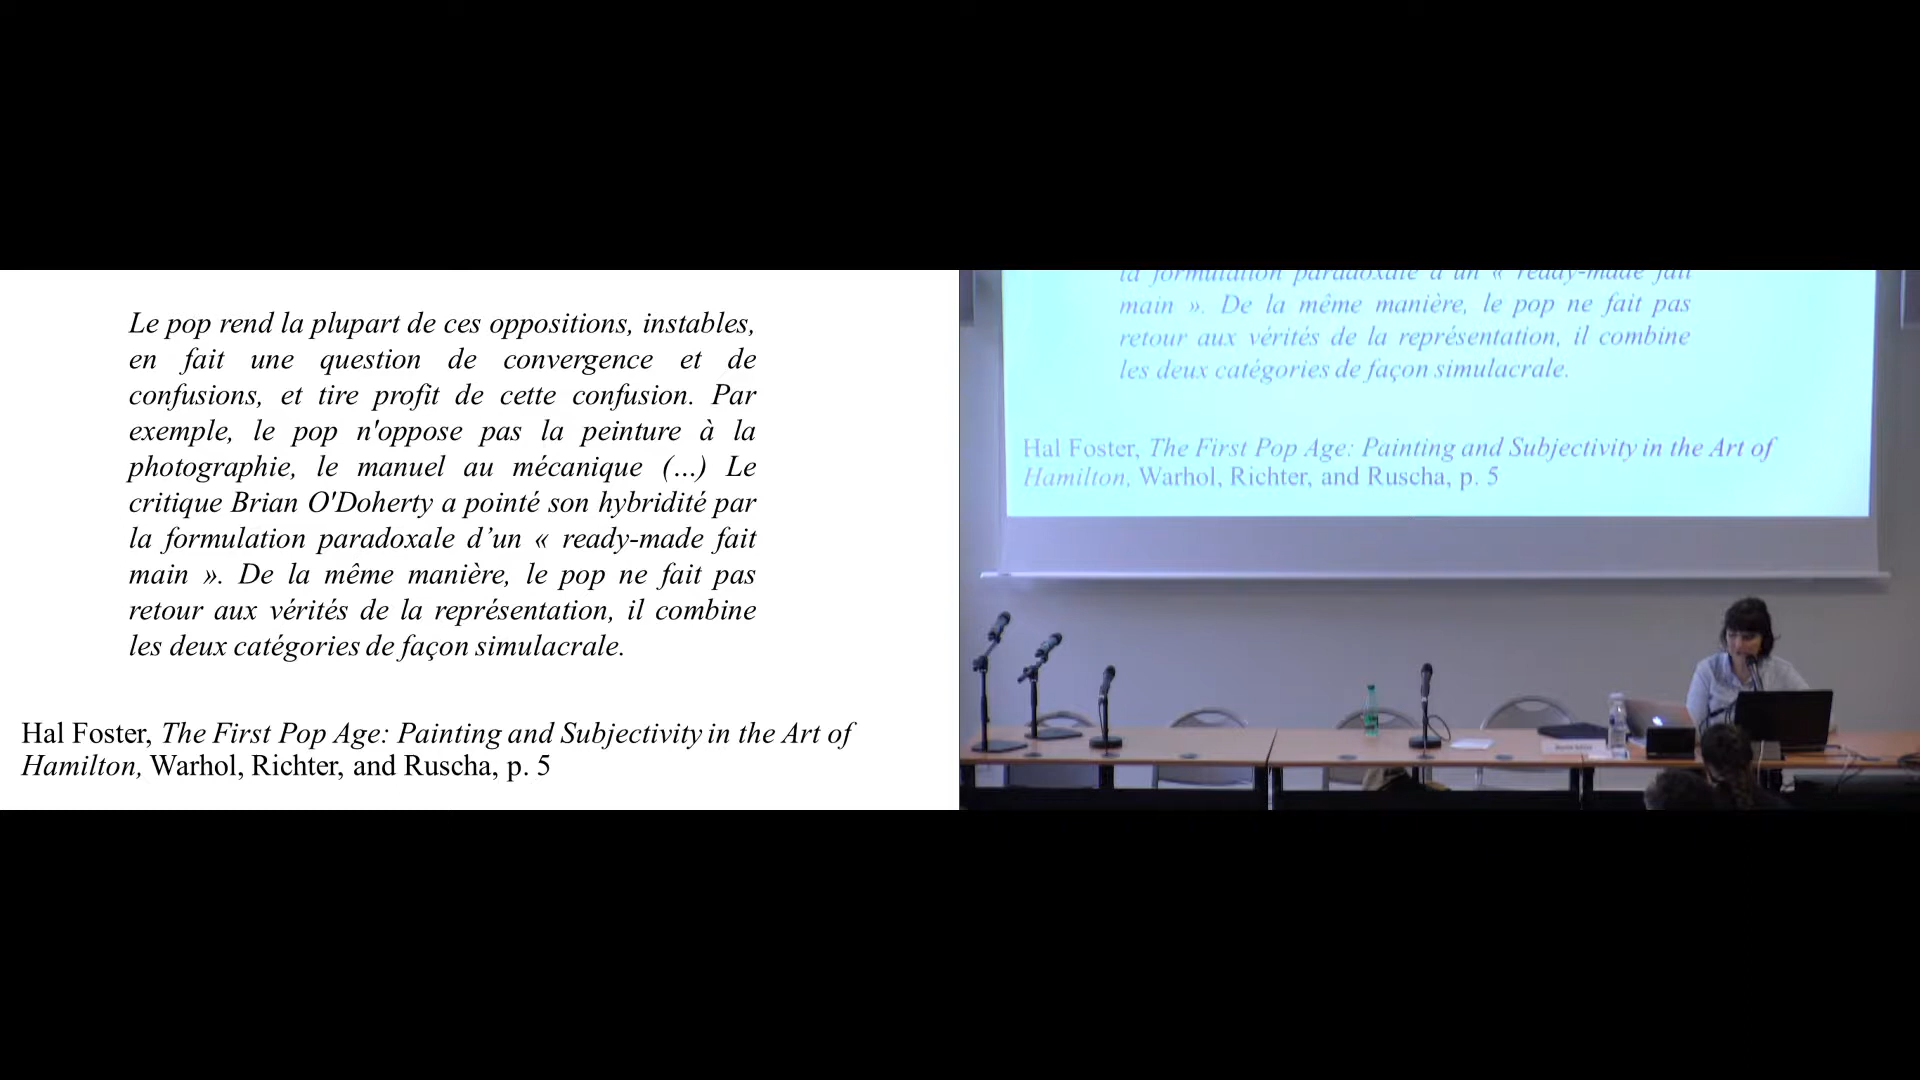 Le pop rend la plupart de ces oppositions, instables,
en fait une question de convergence et de
confusions, et tire profit de cette confusion. Par
exemple, le pop n'oppose pas la peinture à la
photographie, le manuel au mécanique (...) Le
critique Brian O'Doherty a pointé son hybridité par
la formulation paradoxale d’un « ready-made fait
main ». De la même manière, le pop ne fait pas
retour aux vérités de la représentation, il combine
les deux catégories de façon simulacrale.
Hal Foster, The First Pop Age: Painting and Subjectivity in the Art of
Hamilton, Warhol, Richter, and Ruscha, p. 5
la formulation paradoxale d'un « ready-made fait
main ». De la même manière, le pop ne fait pas
retour aux vérités de la représentation, il combine
les deux catégories de façon simulacrale.
Hal Foster, The First Pop Age: Painting and Subjectivity in the Art of
Hamilton, Warhol, Richter, and Ruscha, p. 5